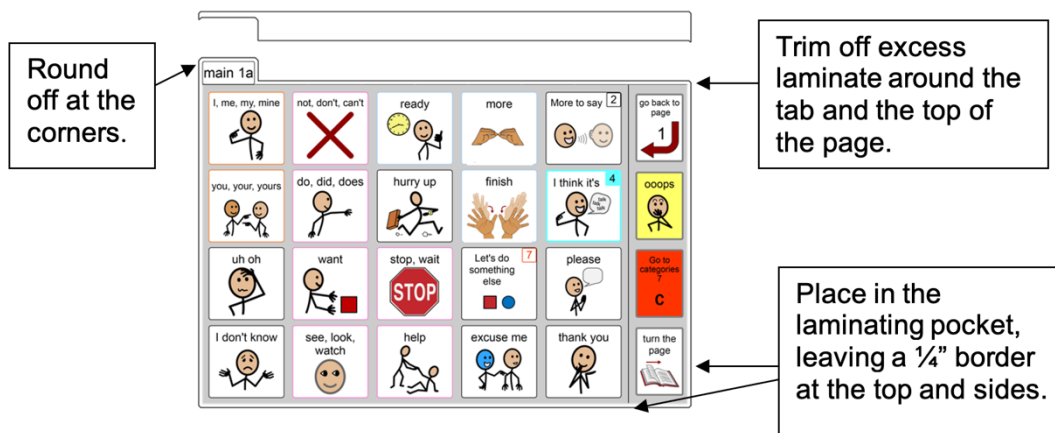 Round
off at the
corners.
Trim off excess
laminate around the
tab and the top of
the page.
main 1a
I, me, my, mine
not, don't, can't
ready
more
More to say 2
go back to
page
1
you, your, yours
do, did, does
hurry up
finish
I think it's 4
ooops
uh oh
want
stop, wait
STOP
Let's do
something
else
7
please
Go to
categories
7
C
I don't know
see, look,
watch
help
excuse me
thank you
turn the
page
Place in the
laminating pocket,
leaving a ¼” border
at the top and sides.